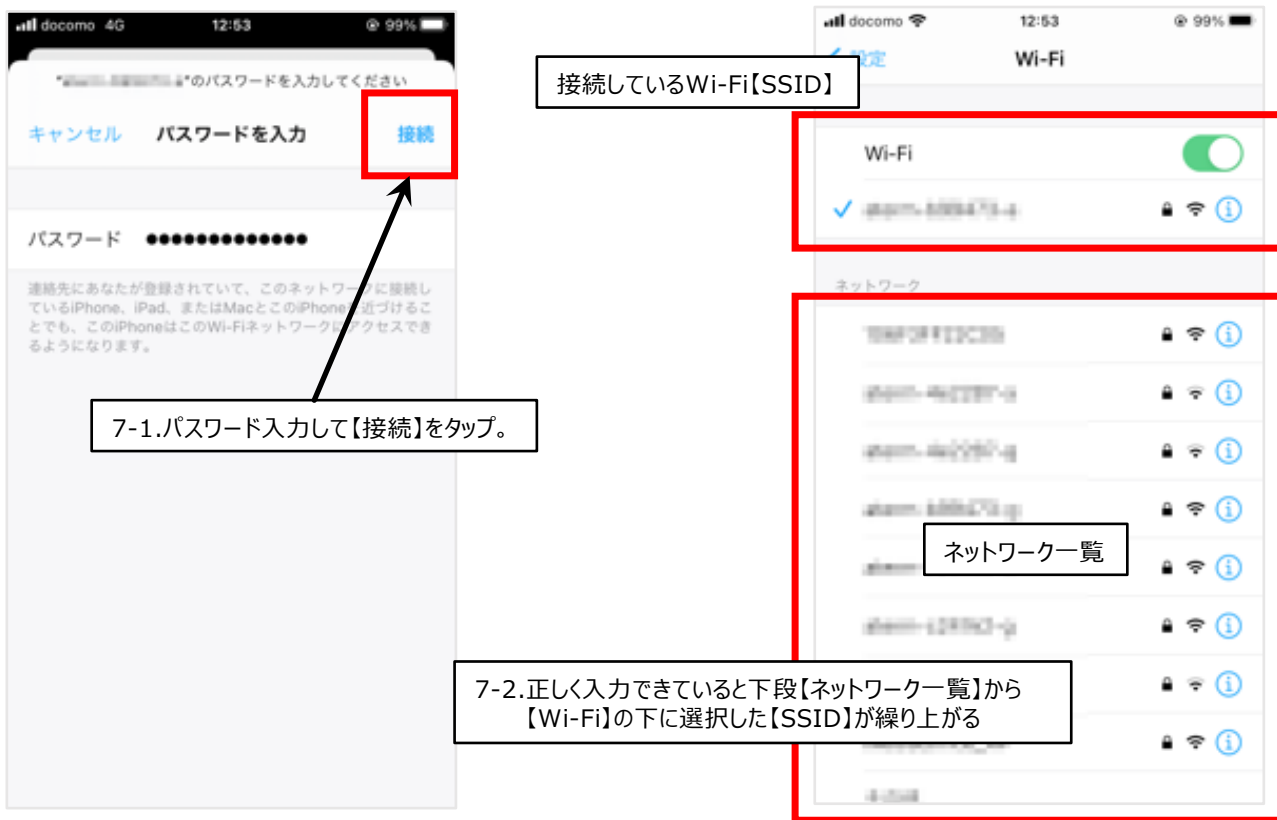 docomo 4G 12:53 99%
"のパスワードを入力してください
キャンセル パスワードを入力 接続
パスワード ●●●●●●●●●●●●●
連絡先にあなたが登録されていて、このネットワークに接続し
ているiPhone、iPad、またはMacとこのiPhoneを近づけるこ
とでも、このiPhoneはこのWi-Fiネットワークにアクセスでき
るようになります。
7-1.パスワード入力して【接続】をタップ。
docomo 12:53 99%
設定 Wi-Fi
接続しているWi-Fi【SSID】
Wi-Fi
ネットワーク
ネットワーク一覧
7-2.正しく入力できていると下段【ネットワーク一覧】から
【Wi-Fi】の下に選択した【SSID】が繰り上がる